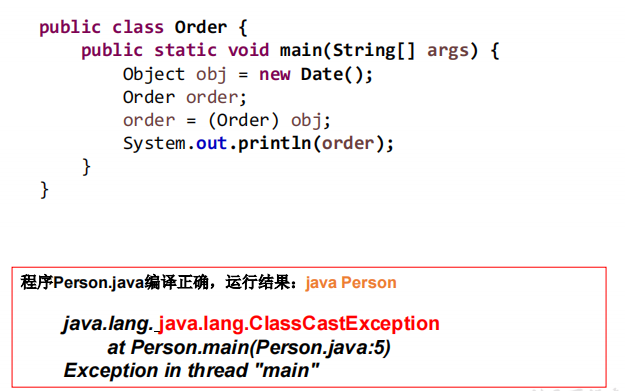 public class Order {
public static void main(String[] args) {
Object obj = new Date();
Order order;
order = (Order) obj;
System.out.println(order);
}
}
程序Person.java编译正确，运行结果：java Person
java.lang. java.lang.ClassCastException
at Person.main(Person.java:5)
Exception in thread "main"